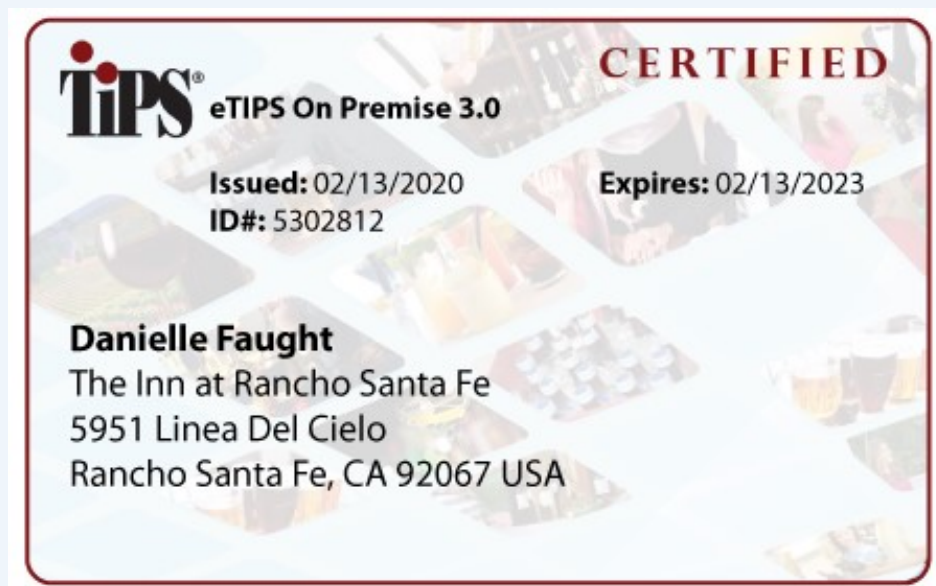 TiPS® eTIPS On Premise 3.0
CERTIFIED
Issued: 02/13/2020 Expires: 02/13/2023
ID#: 5302812
Danielle Faught
The Inn at Rancho Santa Fe
5951 Linea Del Cielo
Rancho Santa Fe, CA 92067 USA